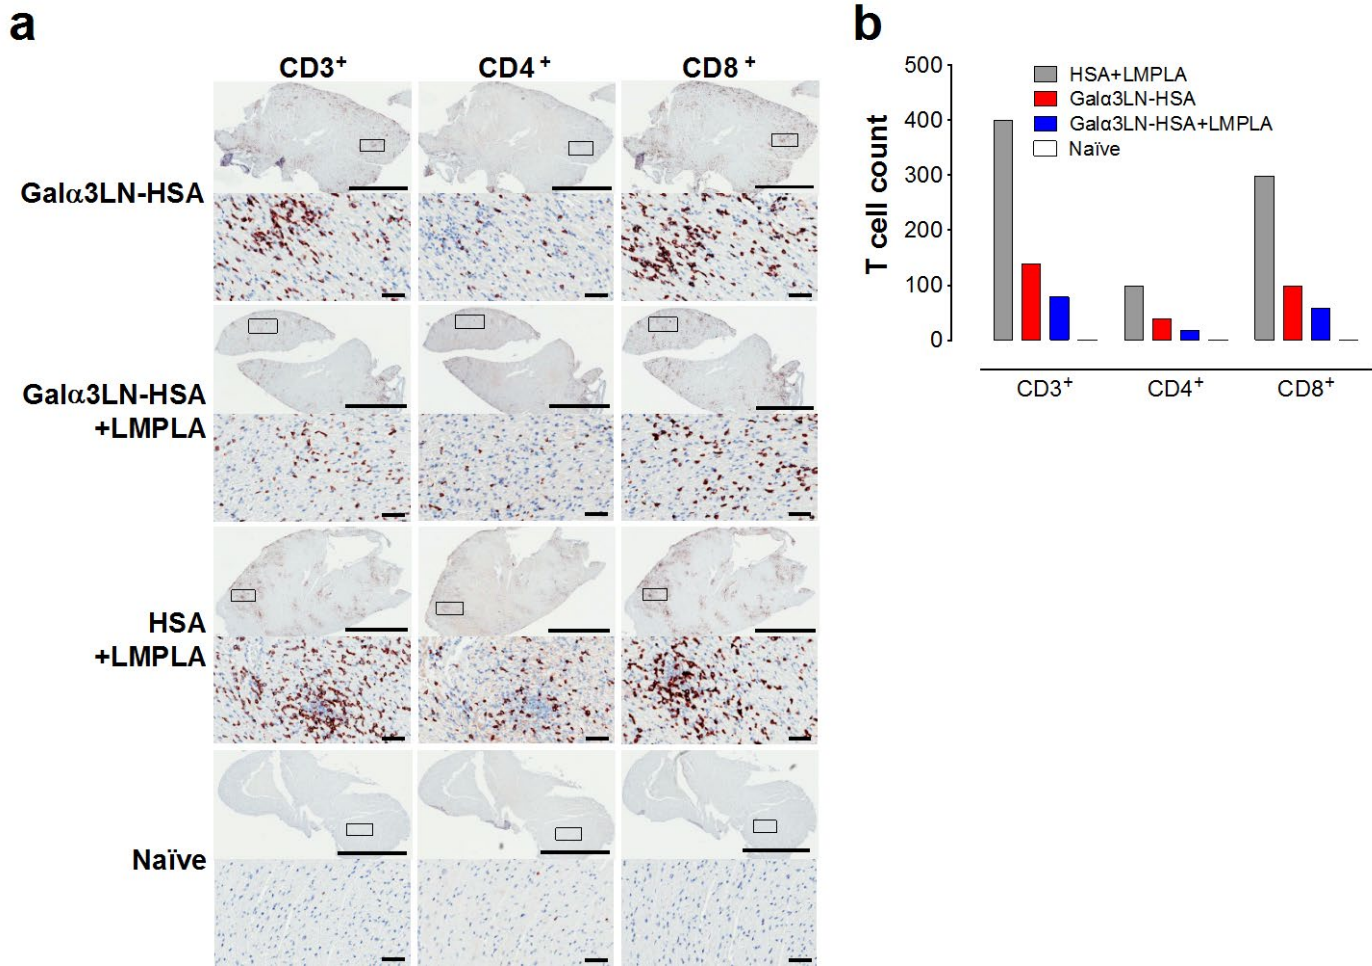 a
CD3+
CD4 +
CD8 +
Galα3LN-HSA
Galα3LN-HSA
+LMPLA
HSA
+LMPLA
Naïve
b
T cell count
500
400
300
200
100
0
HSA+LMPLA
Galα3LN-HSA
Galα3LN-HSA+LMPLA
Naïve
CD3+
CD4+
CD8+